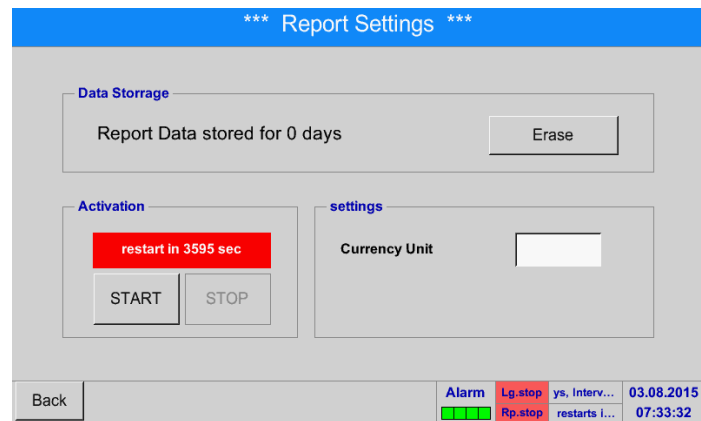 *** Report Settings ***
Data Storrage
Report Data stored for 0 days
Erase
Activation
restart in 3595 sec
START
STOP
settings
Currency Unit
Back
Alarm
Lg.stop
ys, Interv...
03.08.2015
Rp.stop
restarts i...
07:33:32